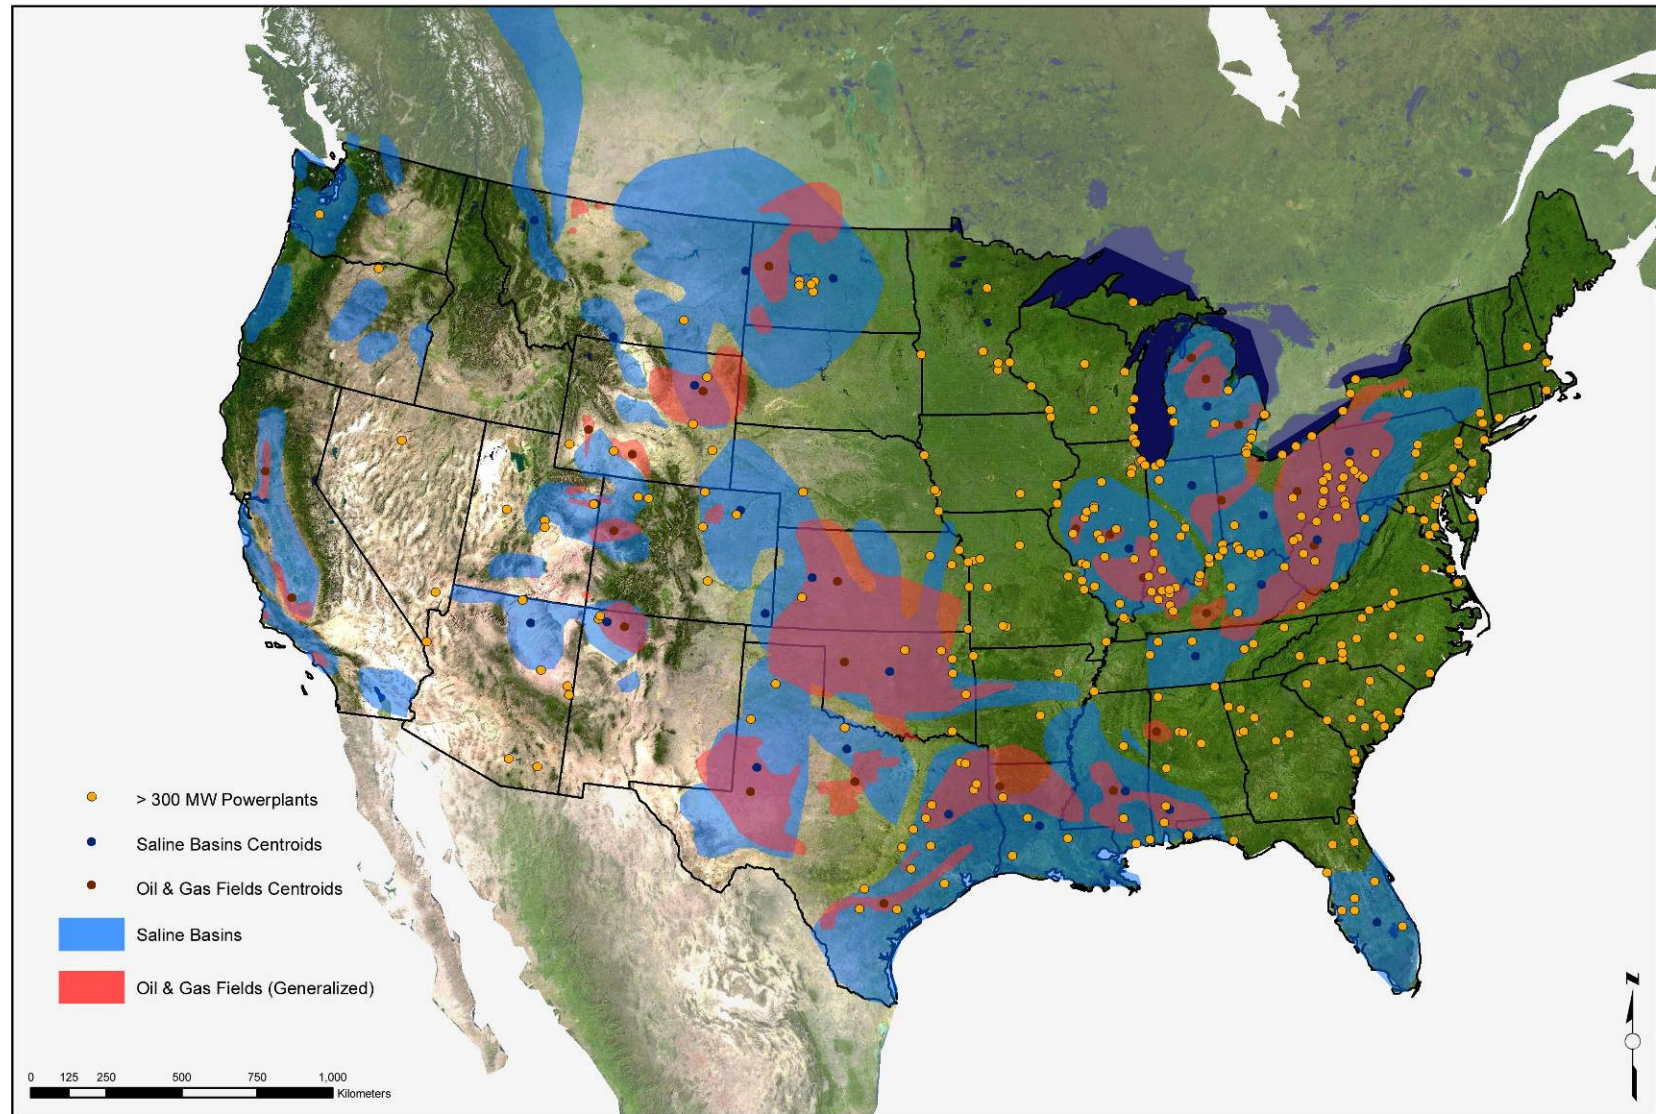 > 300 MW Powerplants
Saline Basins Centroids
Oil & Gas Fields Centroids
Saline Basins
Oil & Gas Fields (Generalized)
0 125 250 500 750 1,000
Kilometers
N